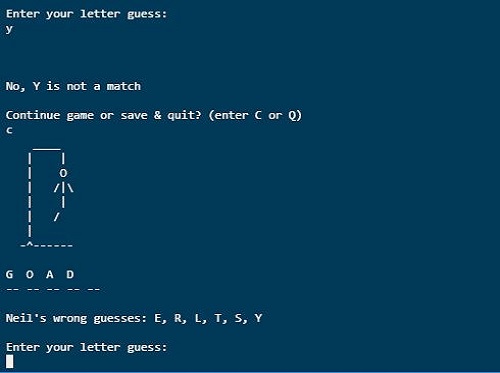 Enter your letter guess:
y
No, Y is not a match
Continue game or save & quit? (enter C or Q)
c
G O A D
-- -- -- -- --
Neil's wrong guesses: E, R, L, T, S, Y
Enter your letter guess: